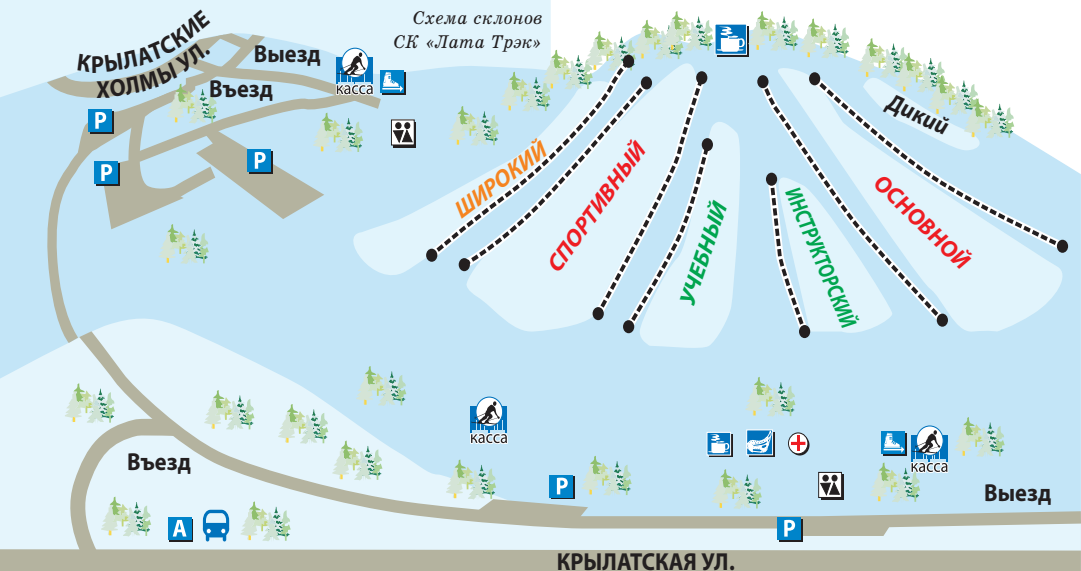 Схема склонов
СК «Лата Трэк»
КРЫЛАТСКИЕ
ХОЛМЫ УЛ.
Выезд
Въезд
касса
P
P
P
Дикий
ШИРОКИЙ
СПОРТИВНЫЙ
УЧЕБНЫЙ
ИНСТРУКТОРСКИЙ
ОСНОВНОЙ
касса
касса
Въезд
P
Выезд
A
P
КРЫЛАТСКАЯ УЛ.